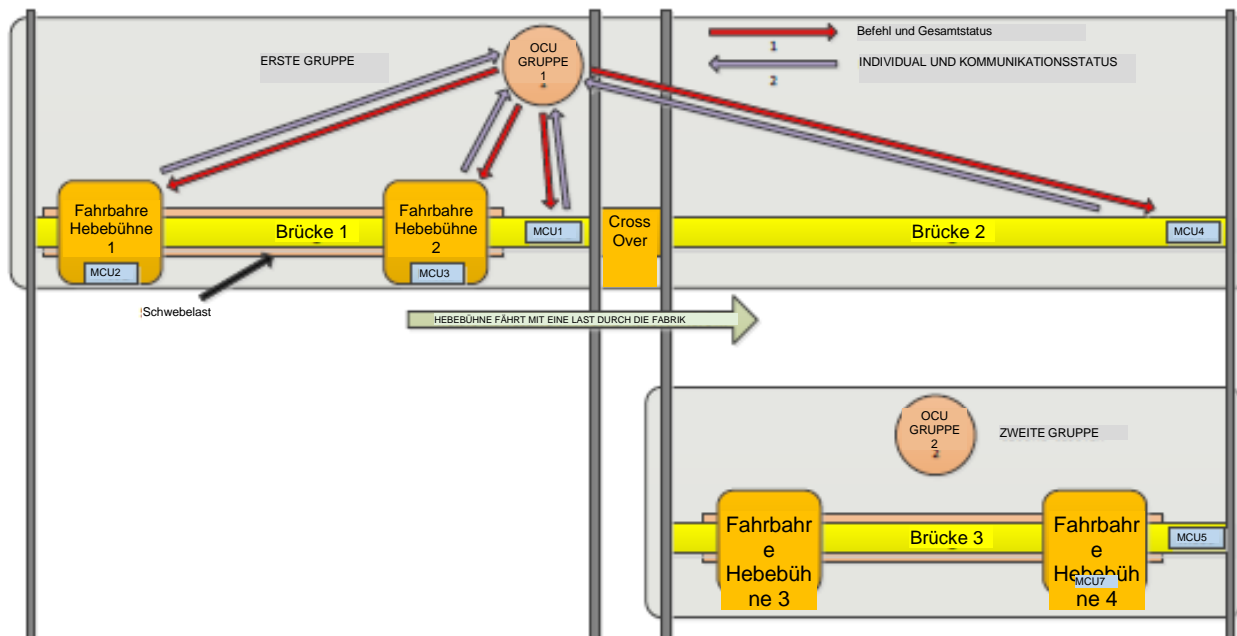 OCU
GRUPPE
1
ERSTE GRUPPE
Befehl und Gesamtstatus
1
INDIVIDUAL UND KOMMUNIKATIONSSTATUS
2
Fahrbahre
Hebebühne
1
MCU2
Brücke 1
Fahrbahre
Hebebühne
2
MCU3
MCU1
Cross
Over
Brücke 2
MCU4
Schwebelast
HEBEBÜHNE FÄHRT MIT EINE LAST DURCH DIE FABRIK
OCU
GRUPPE
2
2
ZWEITE GRUPPE
Fahrbahr
e
Hebebüh
ne 3
Brücke 3
Fahrbahr
e
Hebebüh
ne 4
MCU7
MCU5